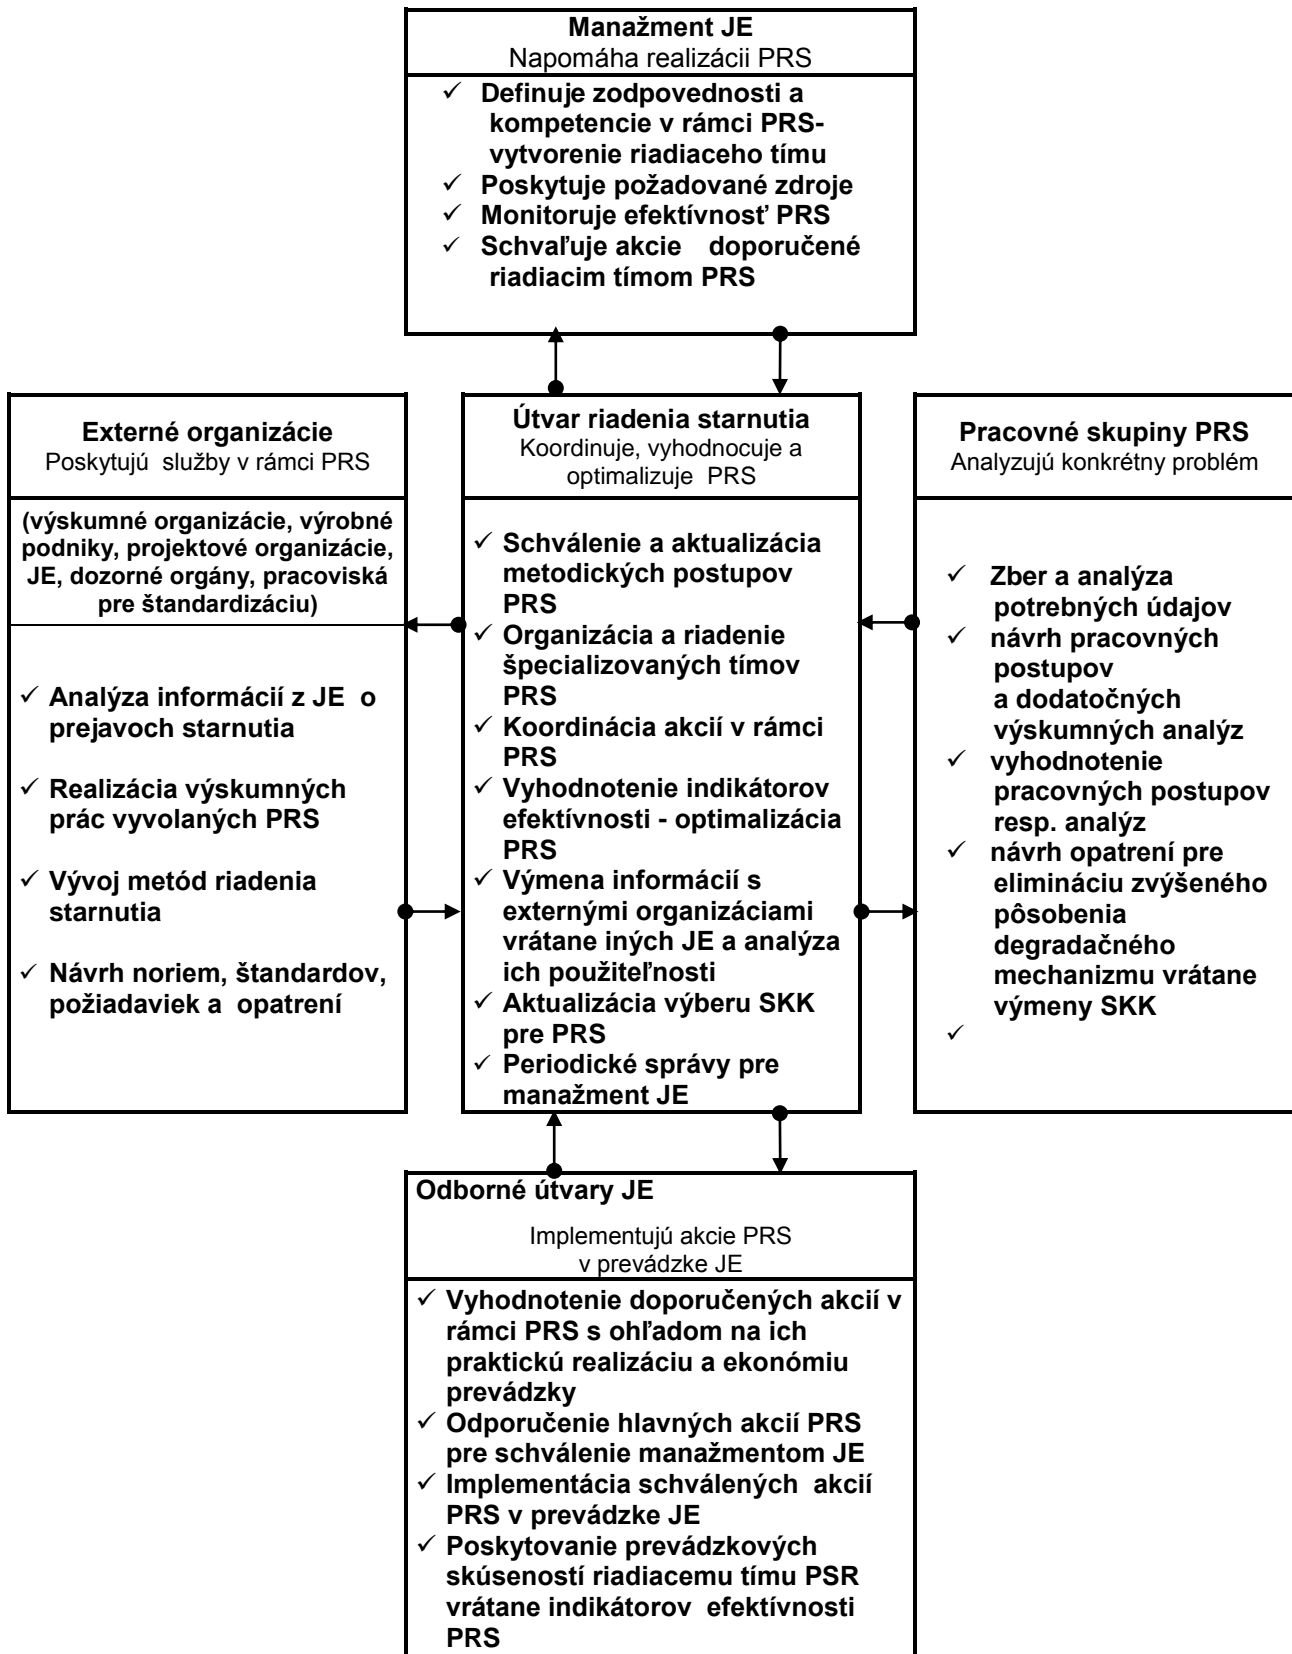 Manažment JE
Napomáha realizácii PRS
✓ Definuje zodpovednosti a
kompetencie v rámci PRS-
vytvorenie riadiaceho tímu
✓ Poskytuje požadované zdroje
✓ Monitoruje efektívnosť PRS
✓ Schvaľuje akcie doporučené
riadiacim tímom PRS
Externé organizácie
Poskytujú služby v rámci PRS
(výskumné organizácie, výrobné
podniky, projektové organizácie,
JE, dozorné orgány, pracoviská
pre štandardizáciu)
✓ Analýza informácií z JE o
prejavoch starnutia
✓ Realizácia výskumných
prác vyvolaných PRS
✓ Vývoj metód riadenia
starnutia
✓ Návrh noriem, štandardov,
požiadaviek a opatrení
Útvar riadenia starnutia
Koordinuje, vyhodnocuje a
optimalizuje PRS
✓ Schválenie a aktualizácia
metodických postupov
PRS
✓ Organizácia a riadenie
špecializovaných tímov
PRS
✓ Koordinácia akcií v rámci
PRS
✓ Vyhodnotenie indikátorov
efektívnosti - optimalizácia
PRS
✓ Výmena informácií s
externými organizáciami
vrátane iných JE a analýza
ich použiteľnosti
✓ Aktualizácia výberu SKK
pre PRS
✓ Periodické správy pre
manažment JE
Pracovné skupiny PRS
Analyzujú konkrétny problém
✓ Zber a analýza
potrebných údajov
✓ návrh pracovných
postupov
a dodatočných
výskumných analýz
✓ vyhodnotenie
pracovných postupov
resp. analýz
✓ návrh opatrení pre
elimináciu zvýšeného
pôsobenia
degradačného
mechanizmu vrátane
výmeny SKK
✓
Odborné útvary JE
Implementujú akcie PRS
v prevádzke JE
✓ Vyhodnotenie doporučených akcií v
rámci PRS s ohľadom na ich
praktickú realizáciu a ekonómiu
prevádzky
✓ Odporučenie hlavných akcií PRS
pre schválenie manažmentom JE
✓ Implementácia schválených akcií
PRS v prevádzke JE
✓ Poskytovanie prevádzkových
skúseností riadiacemu tímu PSR
vrátane indikátorov efektívnosti
PRS